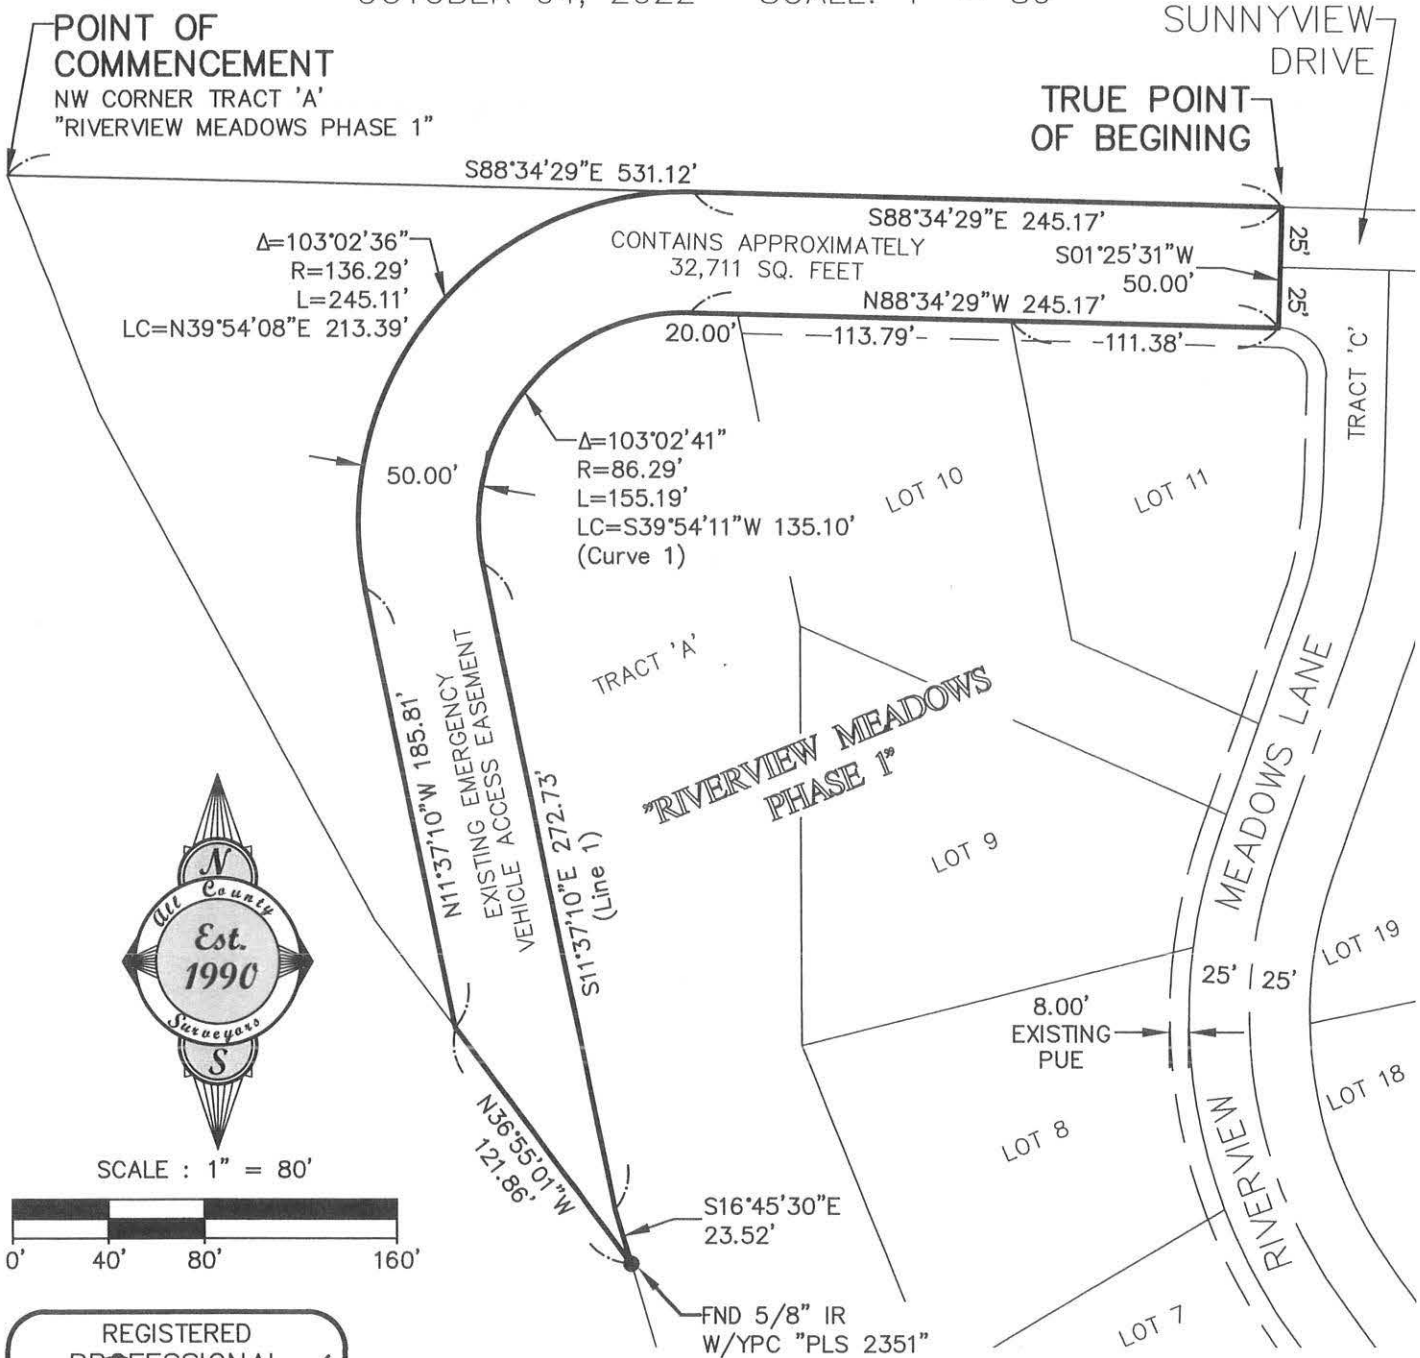 POINT OF
COMMENCEMENT
NW CORNER TRACT 'A'
"RIVERVIEW MEADOWS PHASE 1"
SUNNYVIEW
DRIVE
TRUE POINT
OF BEGINING
S88°34'29"E 531.12'
S88°34'29"E 245.17'
Δ=103°02'36"
R=136.29'
L=245.11'
LC=N39°54'08"E 213.39'
CONTAINS APPROXIMATELY
32,711 SQ. FEET
S01°25'31"W
50.00'
25'
25'
N88°34'29"W 245.17'
20.00'
113.79'
111.38'
TRACT 'C'
Δ=103°02'41"
R=86.29'
L=155.19'
LC=S39°54'11"W 135.10'
(Curve 1)
50.00'
LOT 10
LOT 11
TRACT 'A'
"RIVERVIEW MEADOWS
PHASE 1"
N11°37'10"W 185.81'
EXISTING EMERGENCY
VEHICLE ACCESS EASEMENT
S11°37'10"E 272.73'
(Line 1)
LOT 9
RIVERVIEW MEADOWS LANE
LOT 19
25'
25'
8.00'
EXISTING
PUE
LOT 18
LOT 8
N
All County
Est.
1990
Surveyors
S
N36°55'01"W
121.86'
S16°45'30"E
23.52'
SCALE : 1" = 80'
0' 40' 80' 160'
FND 5/8" IR
W/YPC "PLS 2351"
LOT 7
REGISTERED